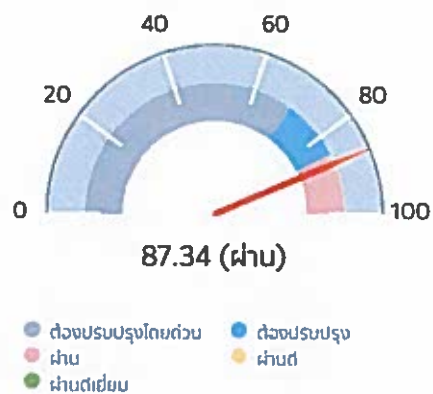 40 60
20 80
0 100
87.34 (ผ่าน)
ต้องปรับปรุงโดยด่วน ต้องปรับปรุง
ผ่าน ผ่านดี
ผ่านดีเยี่ยม